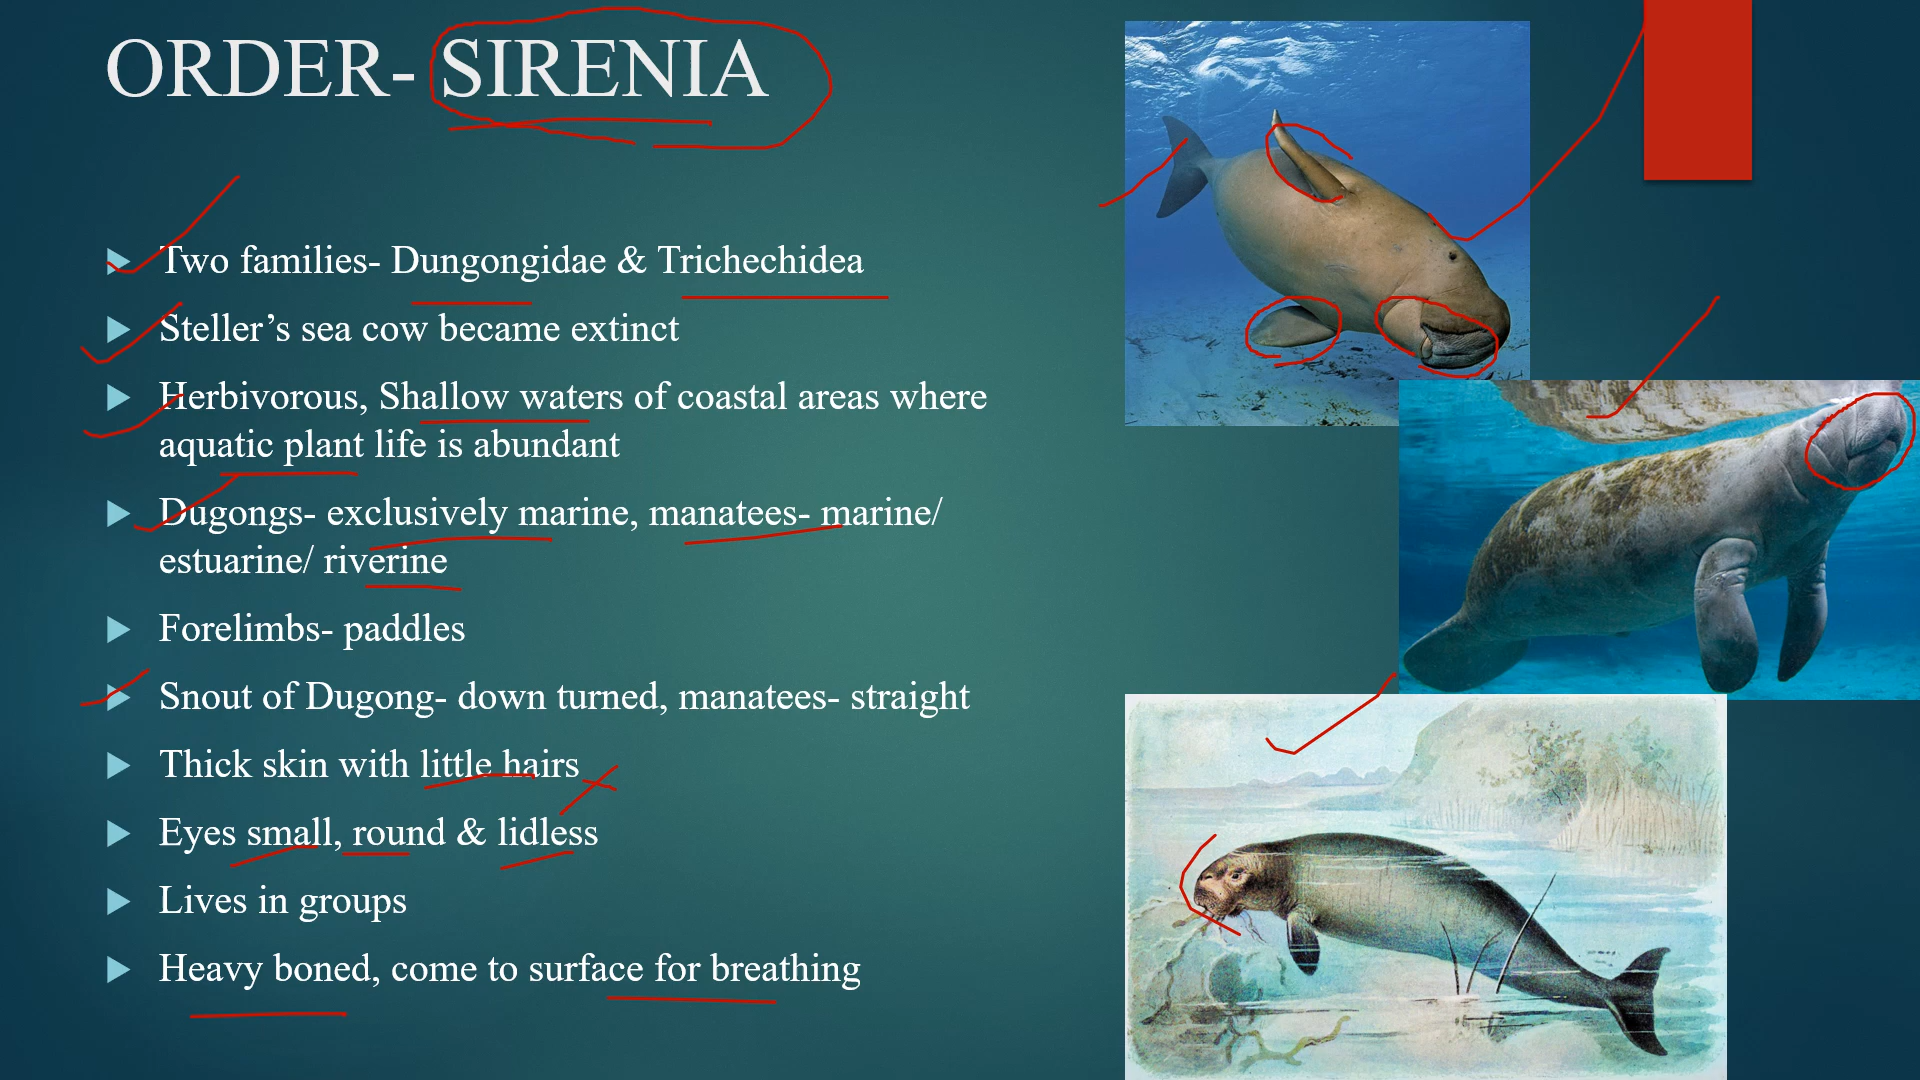 ORDER- SIRENIA
Two families- Dungongidae & Trichechidea
Steller’s sea cow became extinct
Herbivorous, Shallow waters of coastal areas where
aquatic plant life is abundant
Dugongs- exclusively marine, manatees- marine/
estuarine/ riverine
Forelimbs- paddles
Snout of Dugong- down turned, manatees- straight
Thick skin with little hairs
Eyes small, round & lidless
Lives in groups
Heavy boned, come to surface for breathing